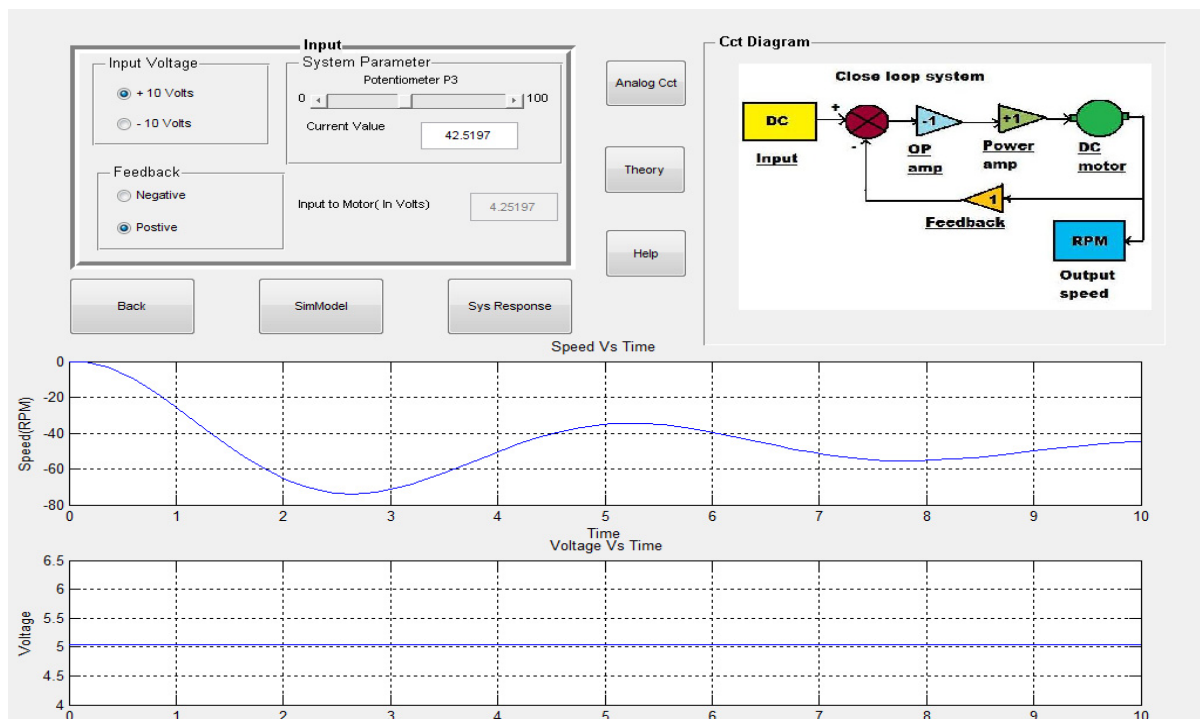 Input
Input Voltage
+ 10 Volts
- 10 Volts
System Parameter
Potentiometer P3
0 100
Current Value 42.5197
Feedback
Negative
Postive
Input to Motor( In Volts) 4.25197
Back SimModel Sys Response
Analog Cct
Theory
Help
Cct Diagram
Close loop system
DC
Input
+
-
-1
OP
amp
+1
Power
amp
DC
motor
1
Feedback
RPM
Output
speed
Speed Vs Time
Speed(RPM)
0
-20
-40
-60
-80
0 1 2 3 4 5 6 7 8 9 10
Time
Voltage Vs Time
Voltage
6.5
6
5.5
5
4.5
4
0 1 2 3 4 5 6 7 8 9 10